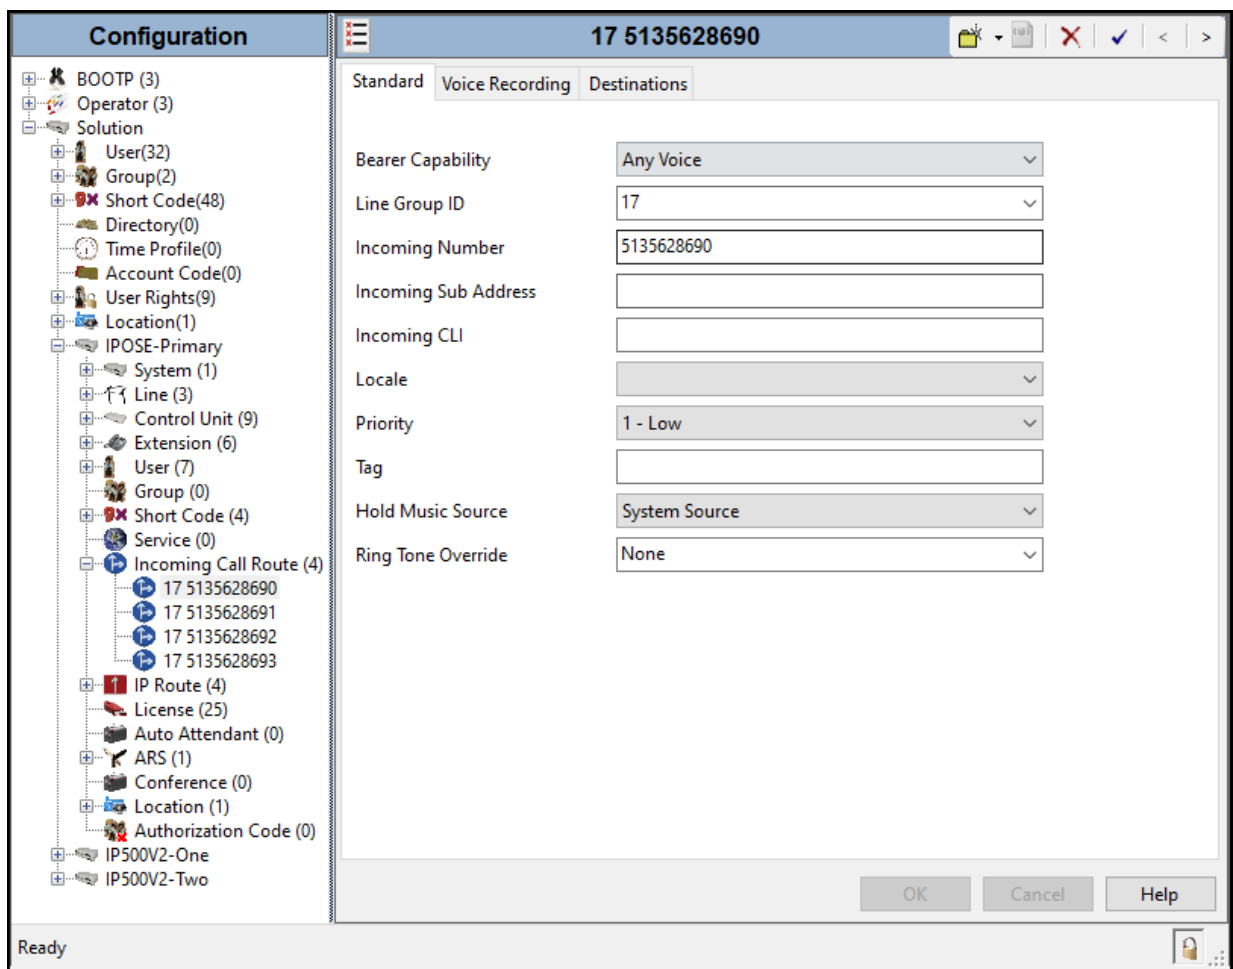 Configuration
17 5135628690
BOOTP (3)
Operator (3)
Solution
User(32)
Group(2)
Short Code(48)
Directory(0)
Time Profile(0)
Account Code(0)
User Rights(9)
Location(1)
IPOSE-Primary
System (1)
Line (3)
Control Unit (9)
Extension (6)
User (7)
Group (0)
Short Code (4)
Service (0)
Incoming Call Route (4)
17 5135628690
17 5135628691
17 5135628692
17 5135628693
IP Route (4)
License (25)
Auto Attendant (0)
ARS (1)
Conference (0)
Location (1)
Authorization Code (0)
IP500V2-One
IP500V2-Two
Standard Voice Recording Destinations
Bearer Capability Any Voice
Line Group ID 17
Incoming Number 5135628690
Incoming Sub Address
Incoming CLI
Locale
Priority 1 - Low
Tag
Hold Music Source System Source
Ring Tone Override None
OK Cancel Help
Ready